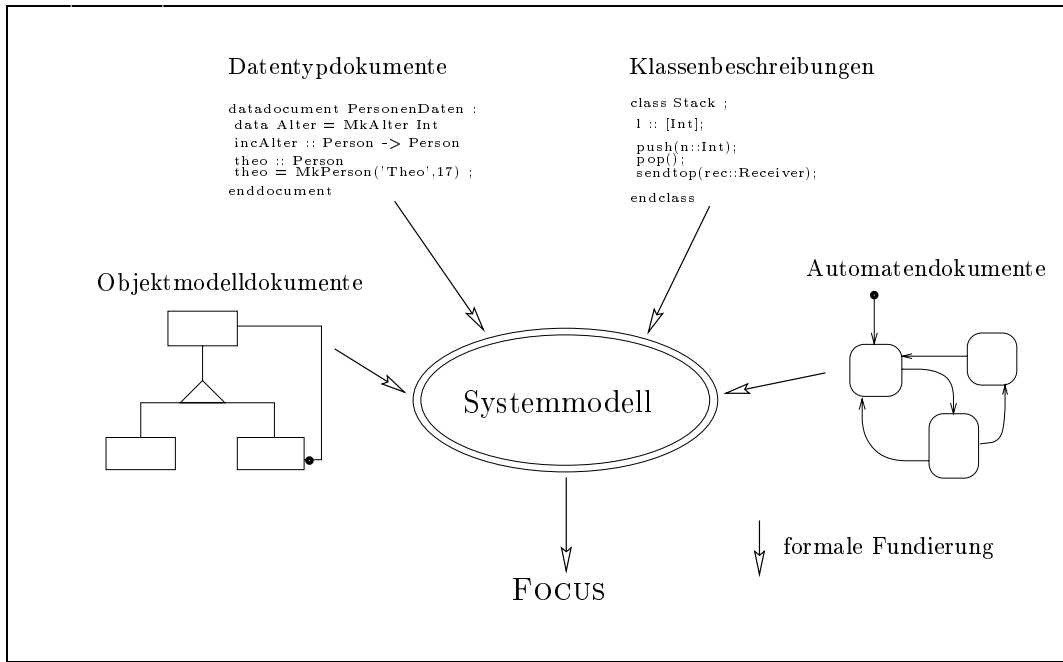 Datentypdokumente
datadocument PersonenDaten :
data Alter = MkAlter Int
incAlter :: Person -> Person
theo :: Person
theo = MkPerson('Theo',17) ;
enddocument
Klassenbeschreibungen
class Stack ;
l :: [Int];
push(n::Int);
pop();
sendtop(rec::Receiver);
endclass
Objektmodelldokumente
Automatendokumente
Systemmodell
formale Fundierung
FOCUS